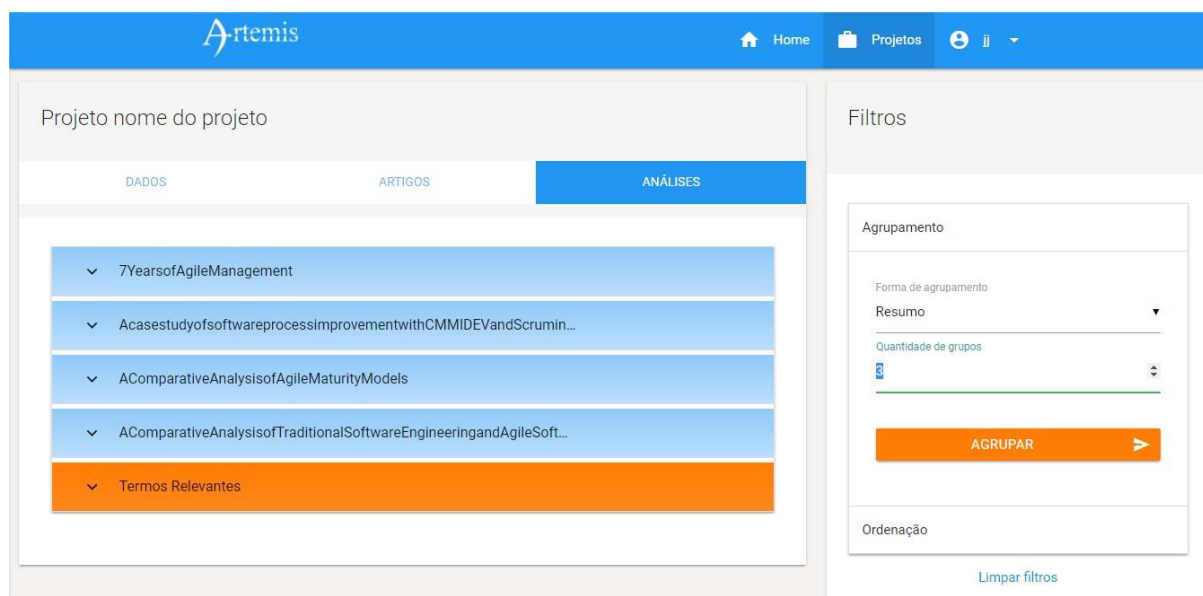 Artemis
Home Projetos jj
Projeto nome do projeto
DADOS ARTIGOS ANÁLISES
7YearsofAgileManagement
AcasestudyofsoftwareprocessimprovementwithCMMIDEVandScrumin...
AComparativeAnalysisofAgileMaturityModels
AComparativeAnalysisofTraditionalSoftwareEngineeringandAgileSoft...
Termos Relevantes
Filtros
Agrupamento
Forma de agrupamento
Resumo
Quantidade de grupos
3
AGRUPAR
Ordenação
Limpar filtros